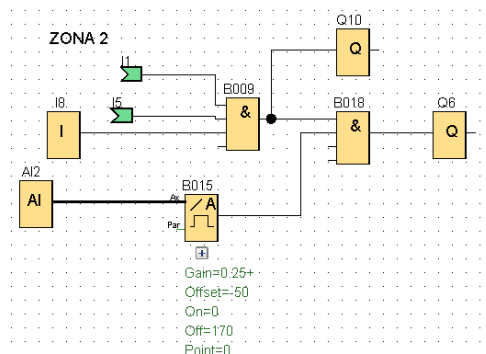 Q10
Q
ZONA 2
I1
I8
I5
B009
&
B018
&
Q6
I
Q
AI2
AI
B015
Ax
/A
Par
+
Gain=0.25+
Offset=-50
On=0
Off=170
Point=0